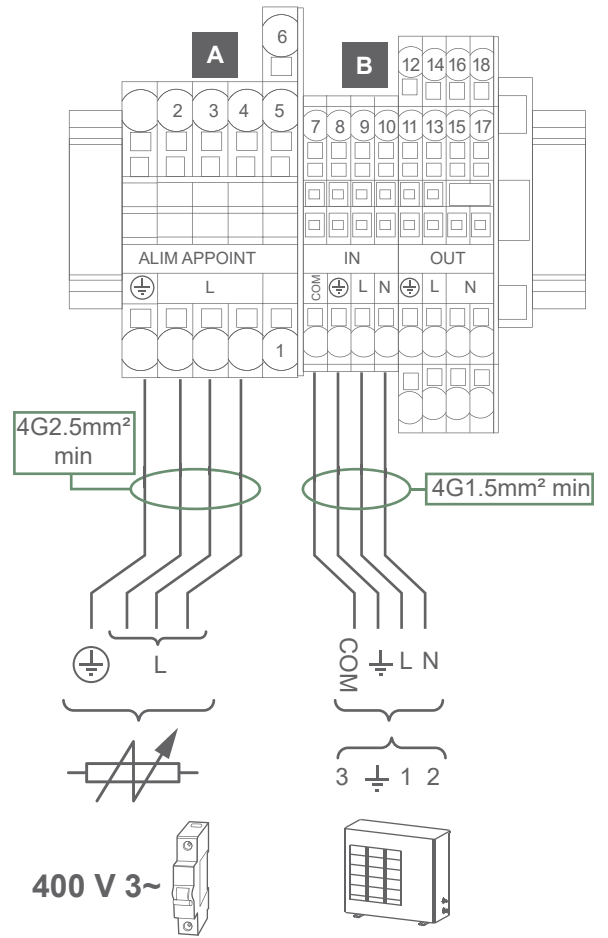 6
A
B
12 14 16 18
2 3 4 5
7 8 9 10 11 13 15 17
ALIM APPOINT
IN
OUT
L
COM
L
N
L
N
1
4G2.5mm²
min
4G1.5mm² min
L
COM
L
N
3
1
2
400 V 3~